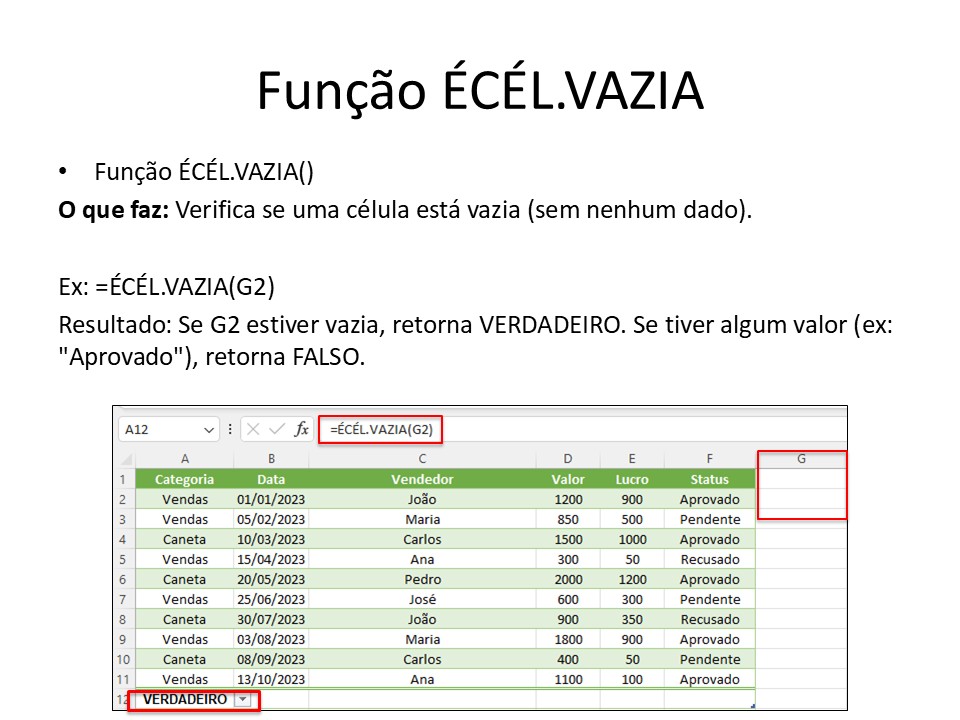 Função ÉCÉL.VAZIA
• Função ÉCÉL.VAZIA()
O que faz: Verifica se uma célula está vazia (sem nenhum dado).
Ex: =ÉCÉL.VAZIA(G2)
Resultado: Se G2 estiver vazia, retorna VERDADEIRO. Se tiver algum valor (ex:
"Aprovado"), retorna FALSO.
A12 fx =ÉCÉL.VAZIA(G2)
A B C D E F G
1 Categoria Data Vendedor Valor Lucro Status
2 Vendas 01/01/2023 João 1200 900 Aprovado
3 Vendas 05/02/2023 Maria 850 500 Pendente
4 Caneta 10/03/2023 Carlos 1500 1000 Aprovado
5 Vendas 15/04/2023 Ana 300 50 Recusado
6 Caneta 20/05/2023 Pedro 2000 1200 Aprovado
7 Vendas 25/06/2023 José 600 300 Pendente
8 Caneta 30/07/2023 João 900 350 Recusado
9 Vendas 03/08/2023 Maria 1800 900 Aprovado
10 Caneta 08/09/2023 Carlos 400 50 Pendente
11 Vendas 13/10/2023 Ana 1100 100 Aprovado
12 VERDADEIRO